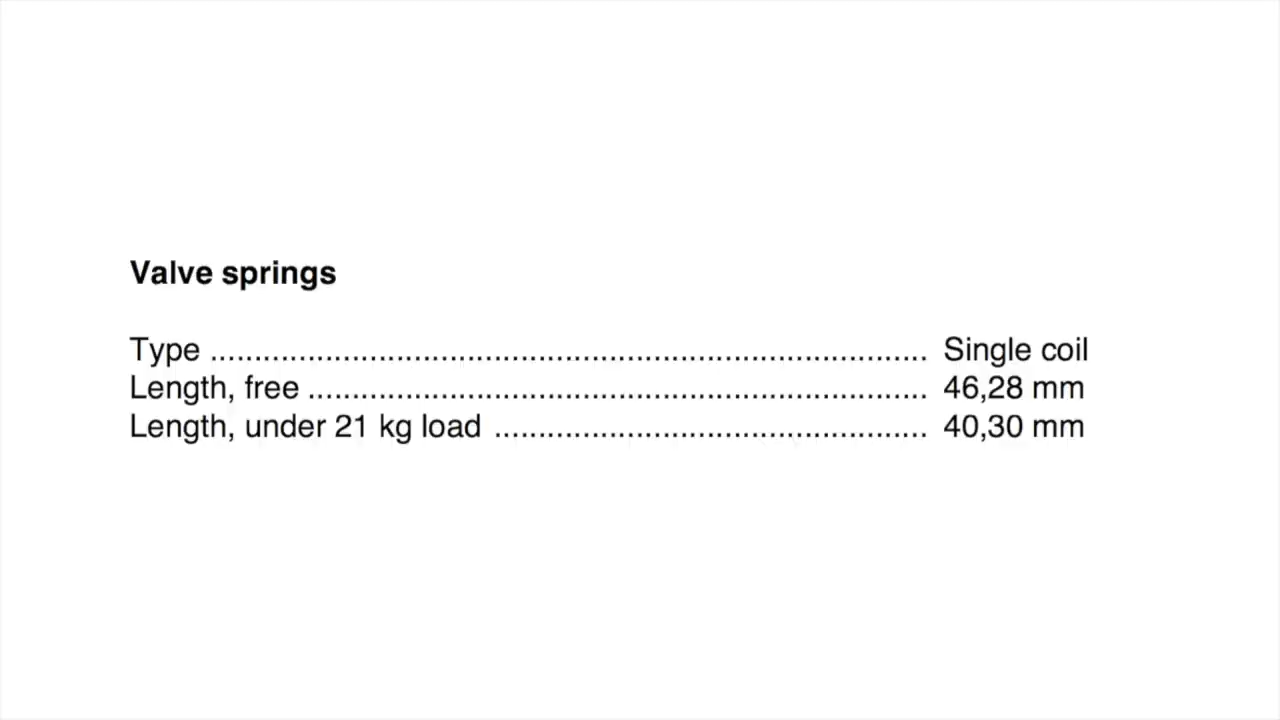 Valve springs
Type ................................................................................ Single coil
Length, free ..................................................................... 46,28 mm
Length, under 21 kg load ................................................ 40,30 mm